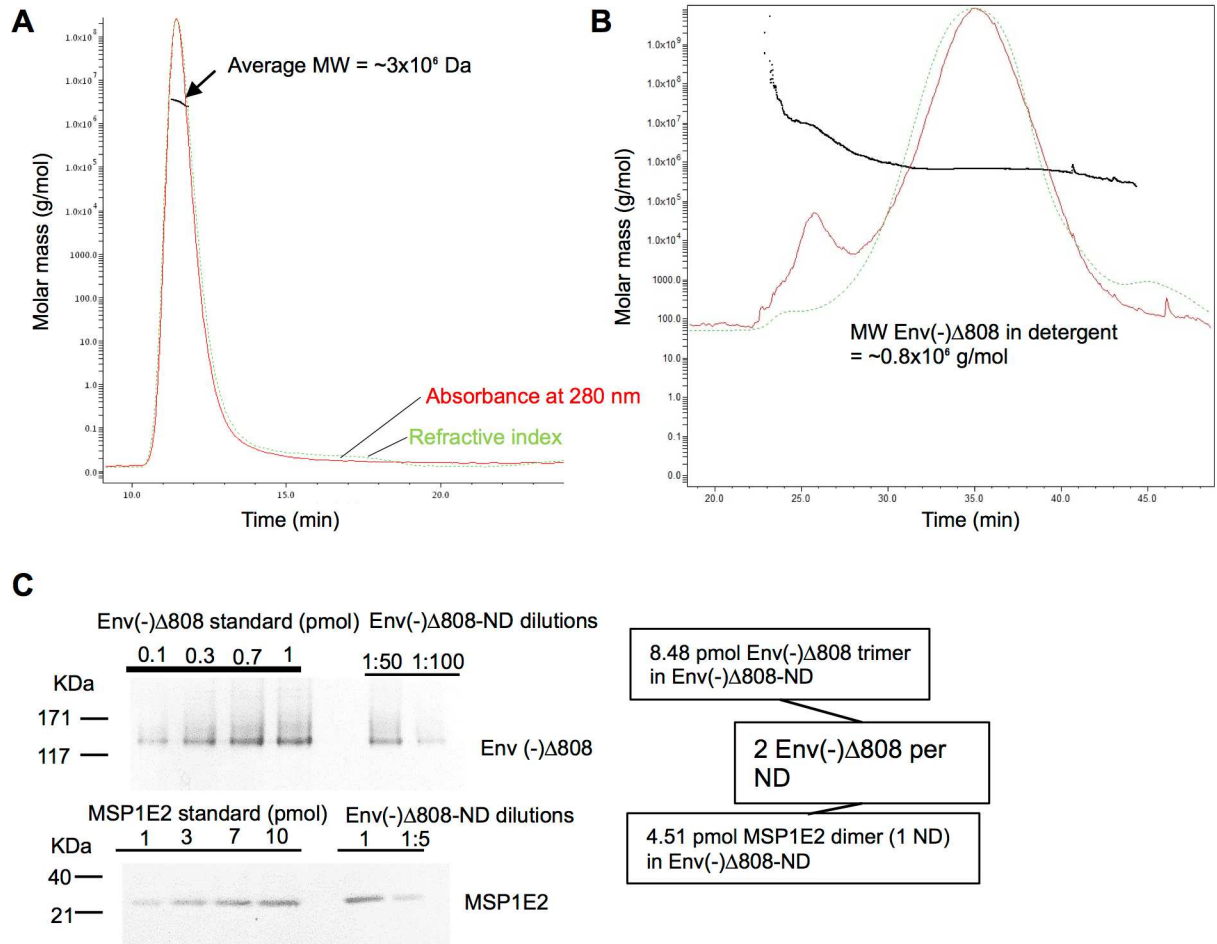 A
Molar mass (g/mol)
1.0x10⁸
1.0x10⁷
1.0x10⁶
1.0x10⁵
1.0x10⁴
1000.0
100.0
10.0
1.0
0.1
0.0
Average MW = ~3x10⁶ Da
Absorbance at 280 nm
Refractive index
10.0 15.0 20.0
Time (min)
B
Molar mass (g/mol)
1.0x10⁹
1.0x10⁸
1.0x10⁷
1.0x10⁶
1.0x10⁵
1.0x10⁴
1000.0
100.0
10.0
1.0
0.1
0.0
MW Env(-)Δ808 in detergent
= ~0.8x10⁶ g/mol
20.0 25.0 30.0 35.0 40.0 45.0
Time (min)
C
Env(-)Δ808 standard (pmol) Env(-)Δ808-ND dilutions
0.1 0.3 0.7 1 1:50 1:100
KDa
171
117
Env (-)Δ808
MSP1E2 standard (pmol) Env(-)Δ808-ND dilutions
1 3 7 10 1 1:5
KDa
40
21
MSP1E2
8.48 pmol Env(-)Δ808 trimer
in Env(-)Δ808-ND
2 Env(-)Δ808 per
ND
4.51 pmol MSP1E2 dimer (1 ND)
in Env(-)Δ808-ND